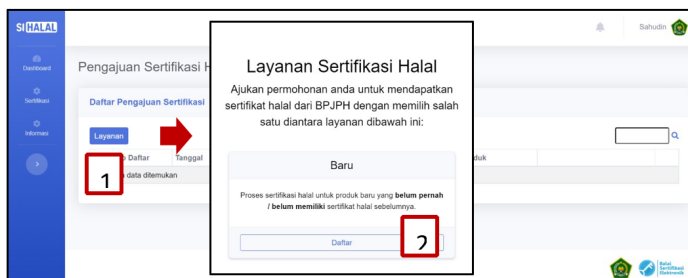 SIHALAL
Sahudin
Dashboard
Sertifikasi
Informasi
Pengajuan Sertifikasi H
Daftar Pengajuan Sertifikasi
Layanan
Daftar Tanggal
duk
data ditemukan
1
Layanan Sertifikasi Halal
Ajukan permohonan anda untuk mendapatkan
sertifikat halal dari BPJPH dengan memilih salah
satu diantara layanan dibawah ini:
Baru
Proses sertifikasi halal untuk produk baru yang belum pernah
/ belum memiliki sertifikat halal sebelumnya.
Daftar
2
Balai
Sertifikasi
Elektronik